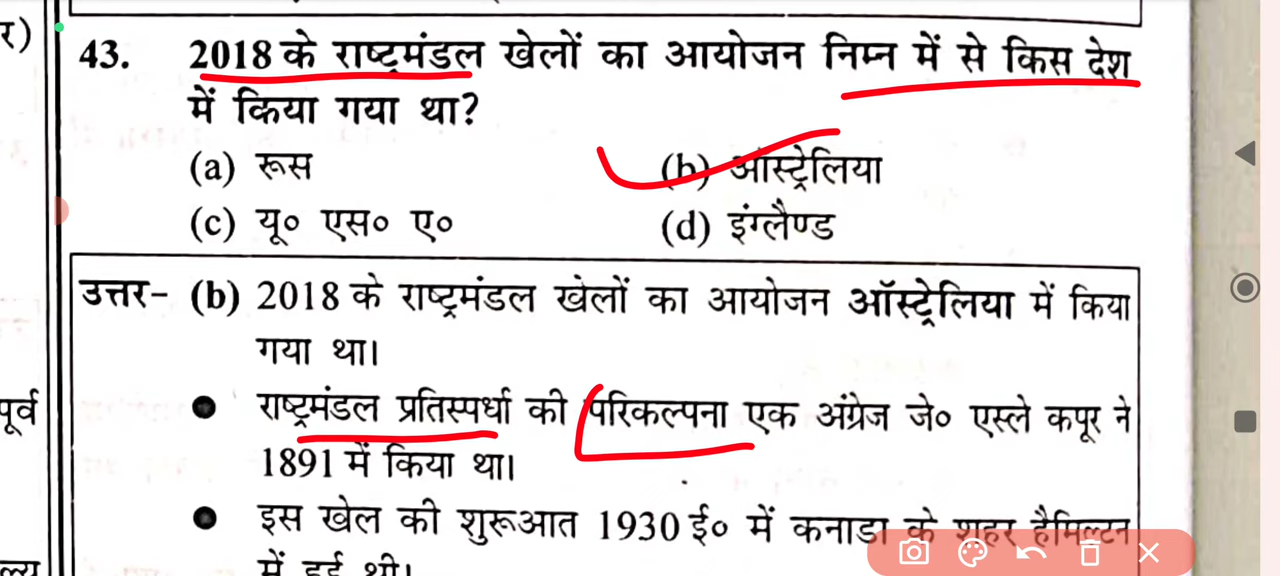 र)
43. 2018 के राष्ट्रमंडल खेलों का आयोजन निम्न में से किस देश
में किया गया था?
(a) रूस (b) ऑस्ट्रेलिया
(c) यू० एस० ए० (d) इंग्लैण्ड
उत्तर– (b) 2018 के राष्ट्रमंडल खेलों का आयोजन ऑस्ट्रेलिया में किया
गया था।
● राष्ट्रमंडल प्रतिस्पर्धा की परिकल्पना एक अंग्रेज जे० एस्ले कपूर ने
पूर्व
1891 में किया था।
● इस खेल की शुरूआत 1930 ई० में कनाडा के शहर हैमिल्टन
में हुई थी।